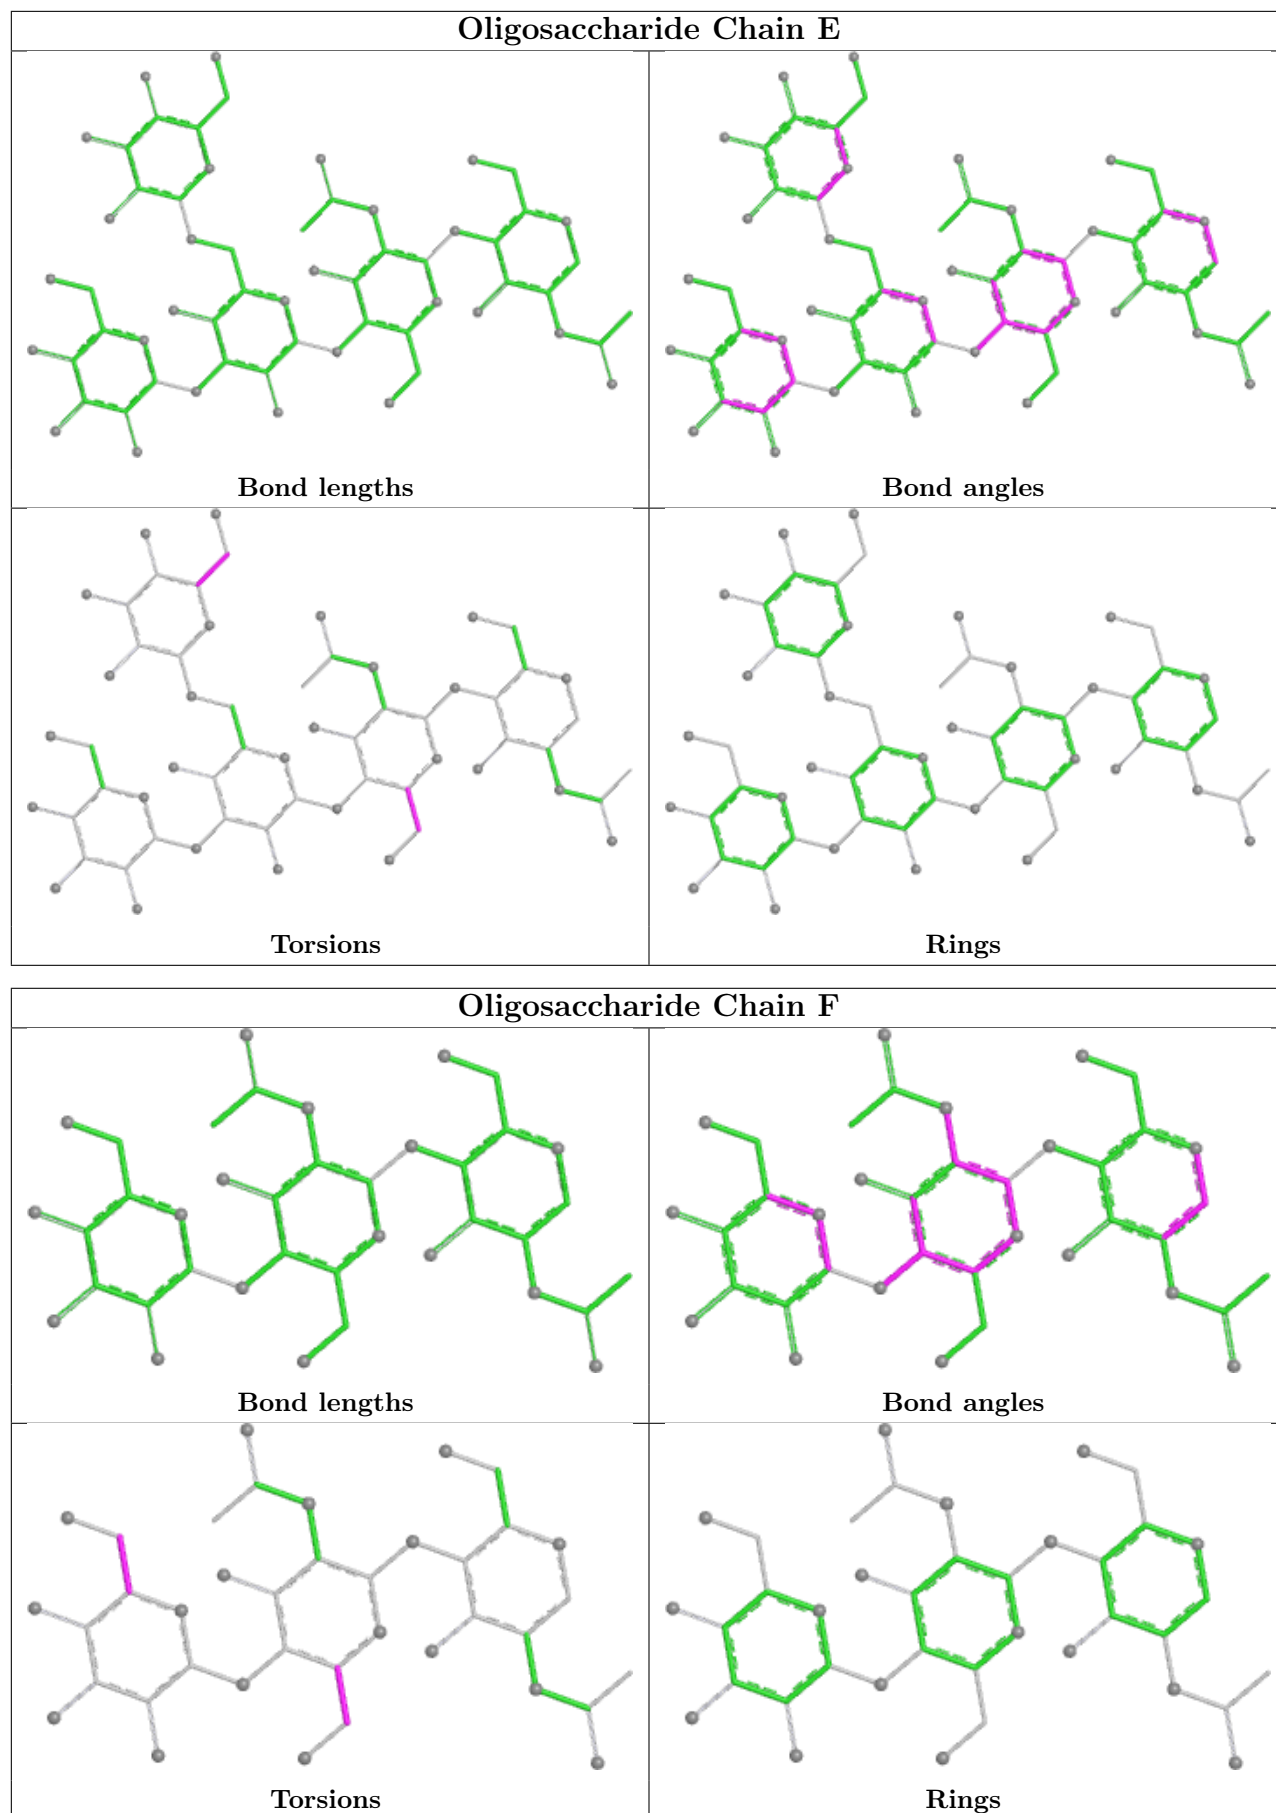 Oligosaccharide Chain E
Bond lengths
Bond angles
Torsions
Rings
Oligosaccharide Chain F
Bond lengths
Bond angles
Torsions
Rings